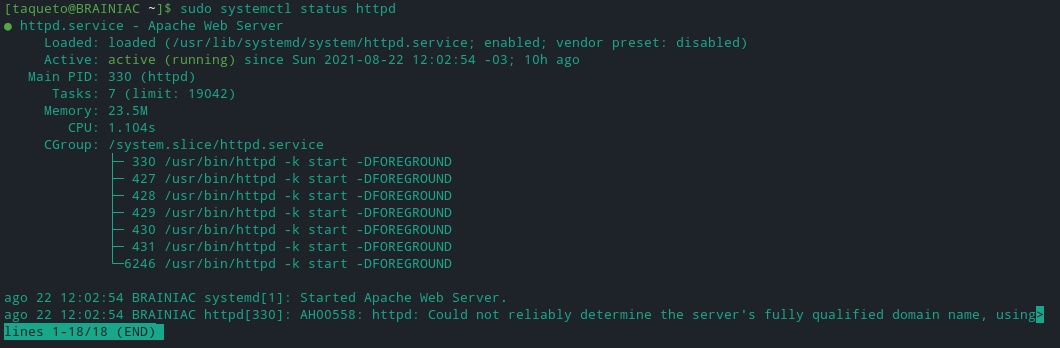 [taqueto@BRAINIAC ~]$ sudo systemctl status httpd
● httpd.service - Apache Web Server
     Loaded: loaded (/usr/lib/systemd/system/httpd.service; enabled; vendor preset: disabled)
     Active: active (running) since Sun 2021-08-22 12:02:54 -03; 10h ago
   Main PID: 330 (httpd)
      Tasks: 7 (limit: 19042)
     Memory: 23.5M
        CPU: 1.104s
     CGroup: /system.slice/httpd.service
             ├─ 330 /usr/bin/httpd -k start -DFOREGROUND
             ├─ 427 /usr/bin/httpd -k start -DFOREGROUND
             ├─ 428 /usr/bin/httpd -k start -DFOREGROUND
             ├─ 429 /usr/bin/httpd -k start -DFOREGROUND
             ├─ 430 /usr/bin/httpd -k start -DFOREGROUND
             ├─ 431 /usr/bin/httpd -k start -DFOREGROUND
             └─6246 /usr/bin/httpd -k start -DFOREGROUND

ago 22 12:02:54 BRAINIAC systemd[1]: Started Apache Web Server.
ago 22 12:02:54 BRAINIAC httpd[330]: AH00558: httpd: Could not reliably determine the server's fully qualified domain name, using>
lines 1-18/18 (END)